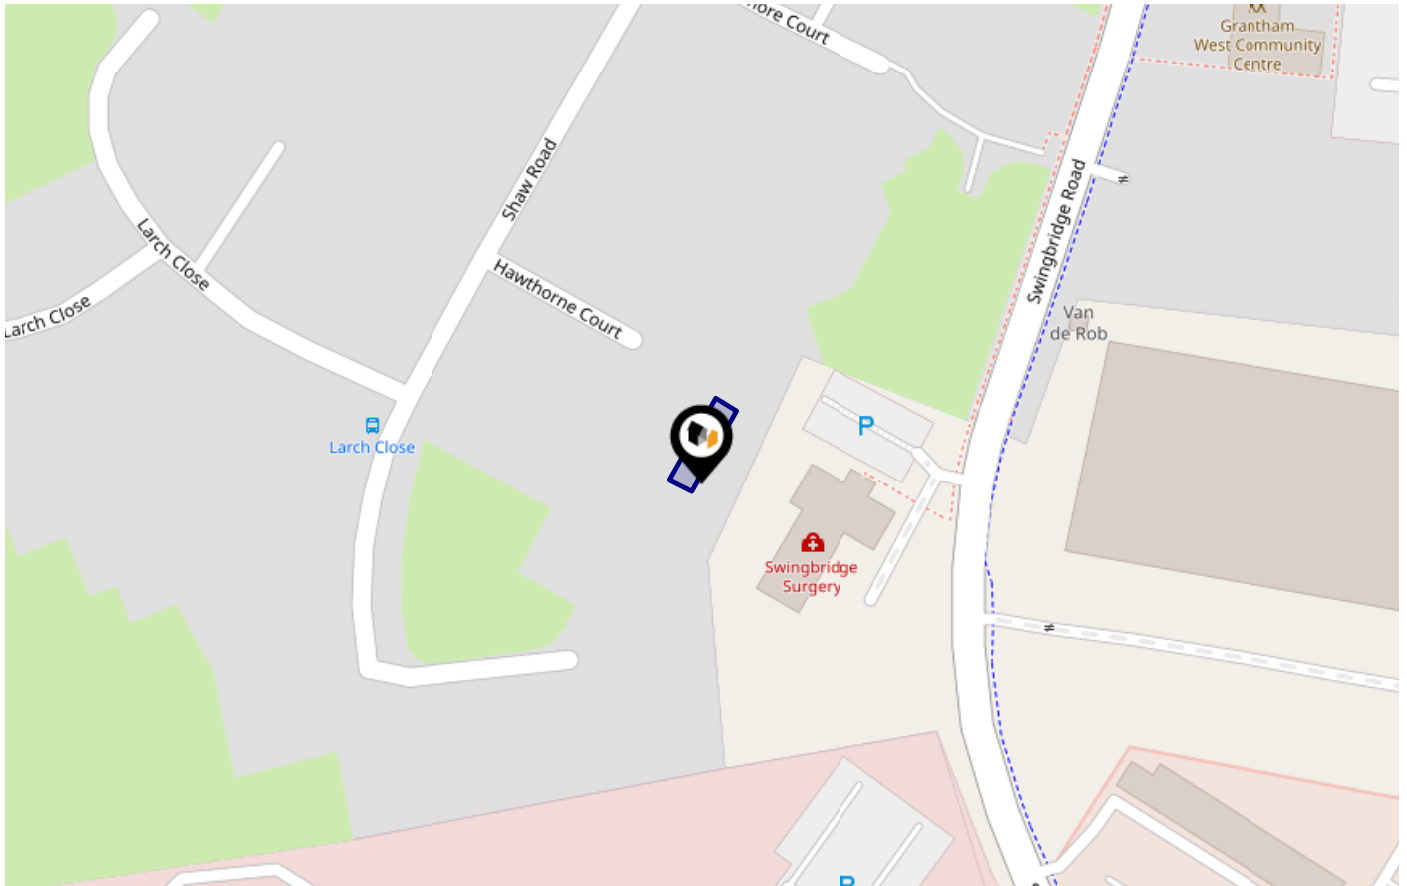 Court
Grantham
West Community
Centre
Shaw Road
Swingbridge Road
Larch Close
Hawthorne Court
Larch Close
Van
de Rob
P
Larch Close
Swingbridge
Surgery
P